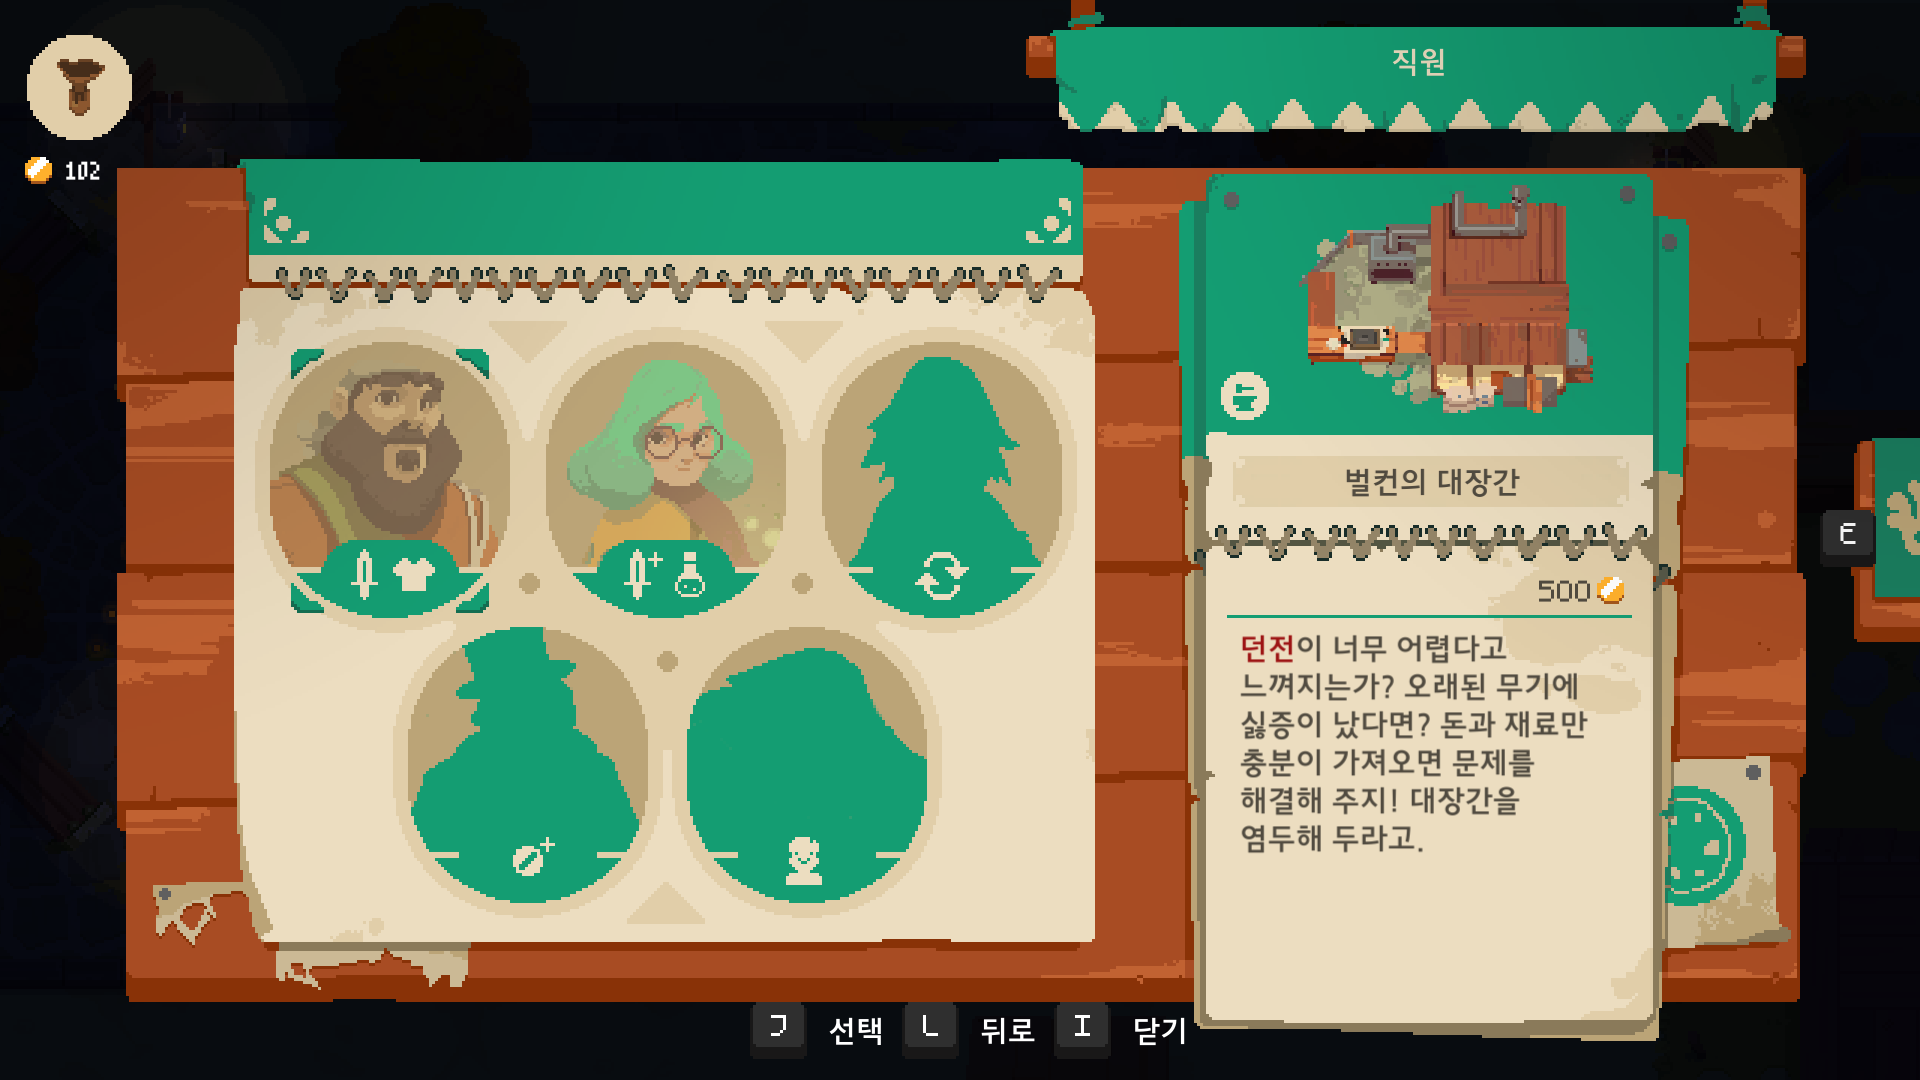 직원
102
벌컨의 대장간
E
500
던전이 너무 어렵다고
느껴지는가? 오래된 무기에
싫증이 났다면? 돈과 재료만
충분이 가져오면 문제를
해결해 주지! 대장간을
염두해 두라고.
J 선택 L 뒤로 I 닫기